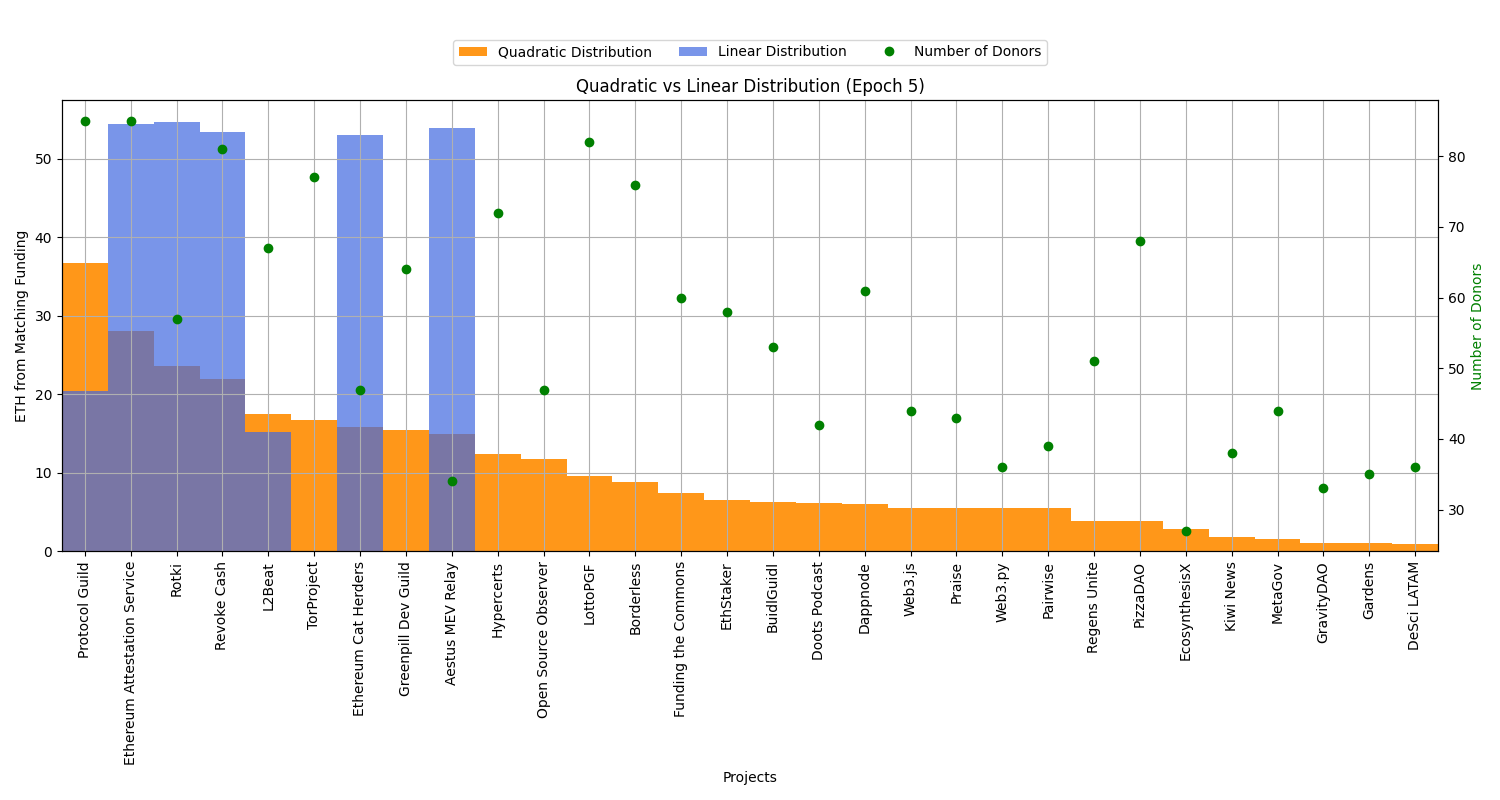 Quadratic Distribution Linear Distribution Number of Donors
Quadratic vs Linear Distribution (Epoch 5)
ETH from Matching Funding
50
40
30
20
10
0
80
70
60
50
40
30
Number of Donors
Protocol Guild
Ethereum Attestation Service
Rotki
Revoke Cash
L2Beat
TorProject
Ethereum Cat Herders
Greenpill Dev Guild
Aestus MEV Relay
Hypercerts
Open Source Observer
LottoPGF
Borderless
Funding the Commons
EthStaker
BuidlGuidl
Doots Podcast
Dappnode
Web3.js
Praise
Web3.py
Pairwise
Regens Unite
PizzaDAO
EcosynthesisX
Kiwi News
MetaGov
GravityDAO
Gardens
DeSci LATAM
Projects